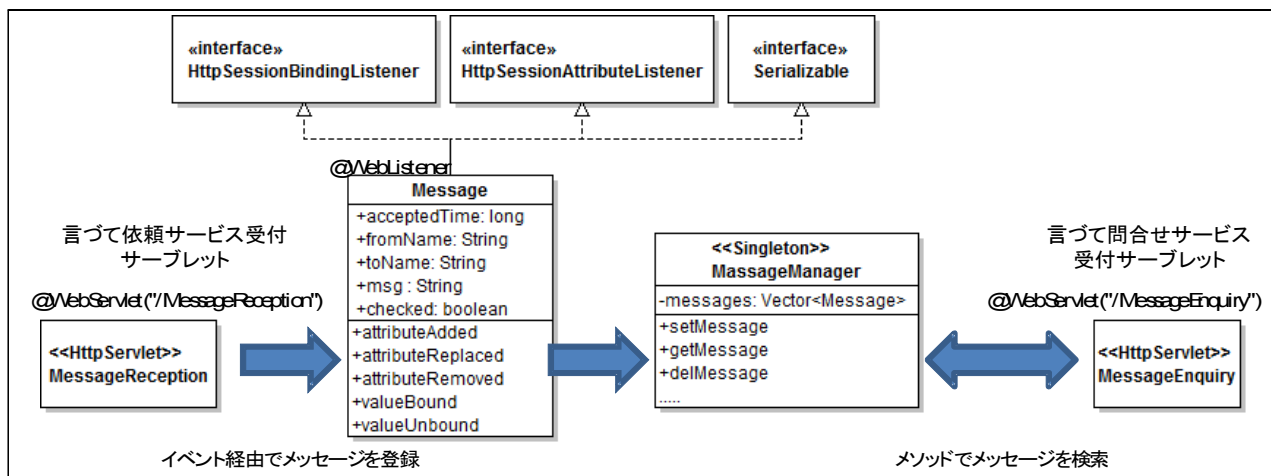 «interface»
HttpSessionBindingListener
«interface»
HttpSessionAttributeListener
«interface»
Serializable
@WebListener
Message
+acceptedTime: long
+fromName: String
+toName: String
+msg : String
+checked: boolean
+attributeAdded
+attributeReplaced
+attributeRemoved
+valueBound
+valueUnbound
言づて依頼サービス受付
サーブレット
@WebServlet("/MessageReception")
<<HttpServlet>>
MessageReception
<<Singleton>>
MassageManager
-messages: Vector<Message>
+setMessage
+getMessage
+delMessage
.....
言づて問合せサービス
受付サーブレット
@WebServlet("/MessageEnquiry")
<<HttpServlet>>
MessageEnquiry
イベント経由でメッセージを登録
メソッドでメッセージを検索